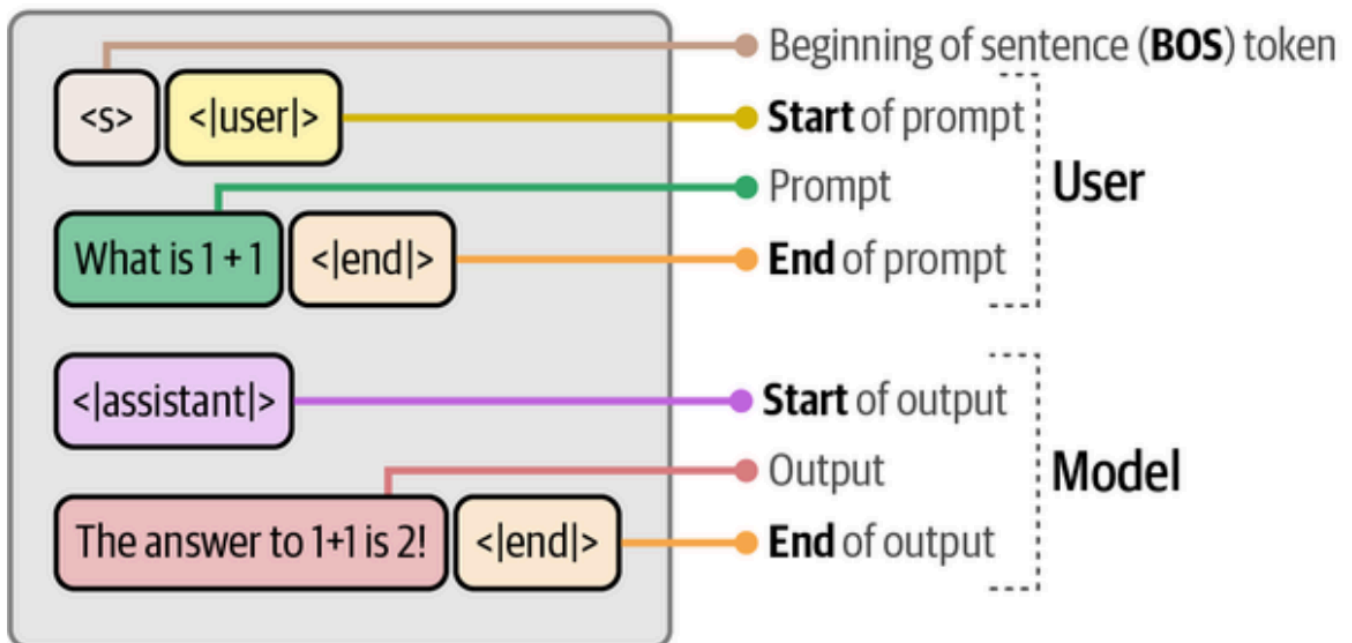 Beginning of sentence (BOS) token
<s> <|user|>
Start of prompt
Prompt
User
What is 1 + 1 <|end|>
End of prompt
<|assistant|>
Start of output
Output
Model
The answer to 1+1 is 2! <|end|>
End of output